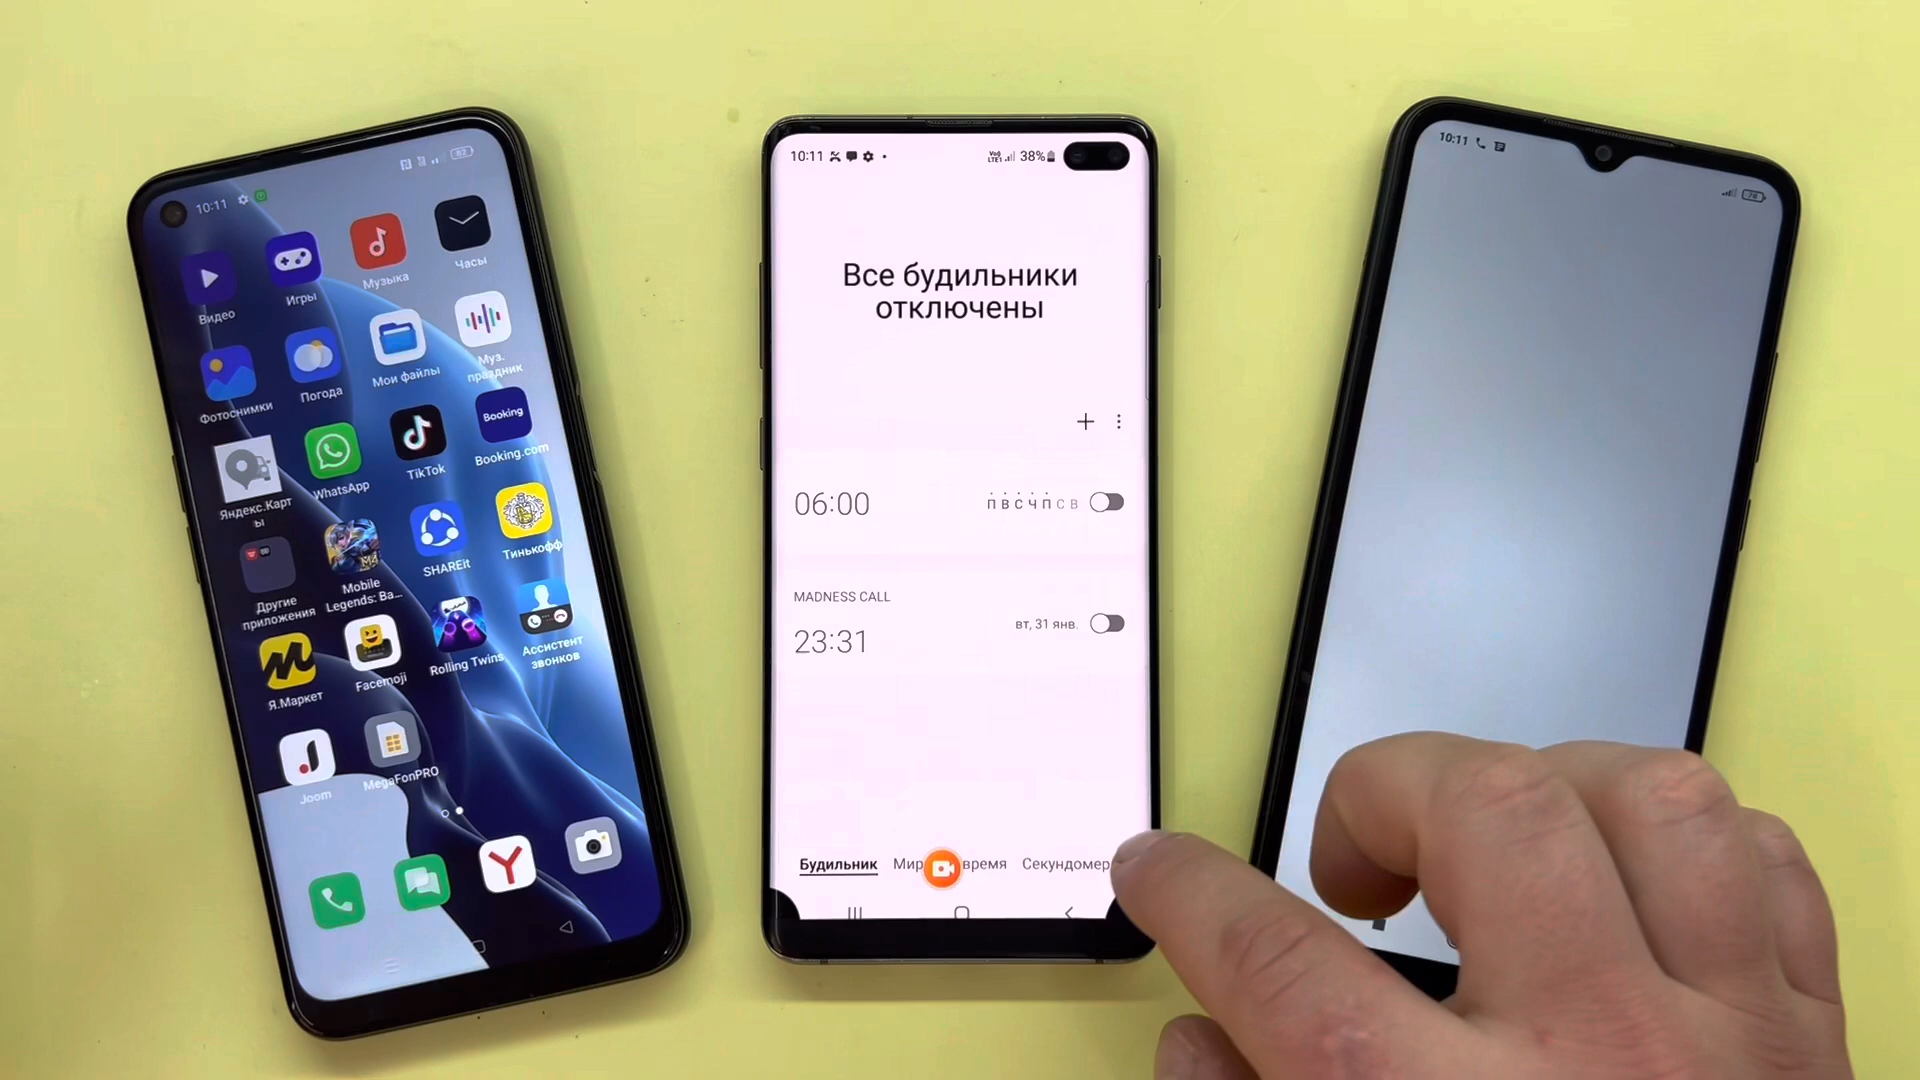 10:11
82
Видео
Игры
Музыка
Часы
Фотоснимки
Погода
Мои файлы
Муз.
праздник
Booking
Яндекс.Карт
ы
WhatsApp
TikTok
Booking.com
Другие
приложения
Mobile
Legends: Ba...
SHAREit
Тинькофф
Я.Маркет
Facemoji
Rolling Twins
Ассистент
звонков
Joom
MegaFonPRO
10:11
38%
Все будильники
отключены
06:00
П В С Ч П С В
MADNESS CALL
23:31
вт, 31 янв.
Будильник
Мир
время
Секундомер
10:11